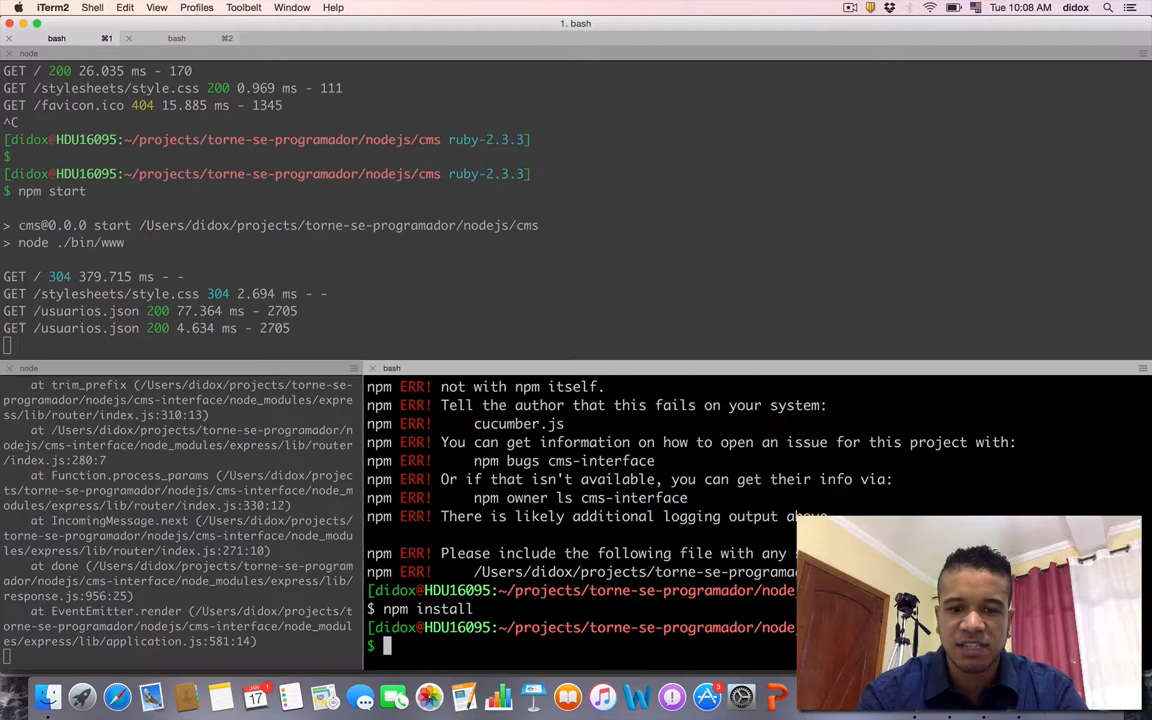 iTerm2 Shell Edit View Profiles Toolbelt Window Help Tue 10:08 AM didox
1. bash
bash ⌘1 bash ⌘2
node
GET / 200 26.035 ms - 170
GET /stylesheets/style.css 200 0.969 ms - 111
GET /favicon.ico 404 15.885 ms - 1345
^C
[didox@HDU16095:~/projects/torne-se-programador/nodejs/cms ruby-2.3.3]
$
[didox@HDU16095:~/projects/torne-se-programador/nodejs/cms ruby-2.3.3]
$ npm start
> cms@0.0.0 start /Users/didox/projects/torne-se-programador/nodejs/cms
> node ./bin/www
GET / 304 379.715 ms - -
GET /stylesheets/style.css 304 2.694 ms - -
GET /usuarios.json 200 77.364 ms - 2705
GET /usuarios.json 200 4.634 ms - 2705
node
at trim_prefix (/Users/didox/projects/torne-se-
programador/nodejs/cms-interface/node_modules/expre
ss/lib/router/index.js:310:13)
at /Users/didox/projects/torne-se-programador/n
odejs/cms-interface/node_modules/express/lib/router
/index.js:280:7
at Function.process_params (/Users/didox/projec
ts/torne-se-programador/nodejs/cms-interface/node_m
odules/express/lib/router/index.js:330:12)
at IncomingMessage.next (/Users/didox/projects/
torne-se-programador/nodejs/cms-interface/node_modu
les/express/lib/router/index.js:271:10)
at done (/Users/didox/projects/torne-se-program
ador/nodejs/cms-interface/node_modules/express/lib/
response.js:956:25)
at EventEmitter.render (/Users/didox/projects/t
orne-se-programador/nodejs/cms-interface/node_modul
es/express/lib/application.js:581:14)
bash
npm ERR! not with npm itself.
npm ERR! Tell the author that this fails on your system:
npm ERR! cucumber.js
npm ERR! You can get information on how to open an issue for this project with:
npm ERR! npm bugs cms-interface
npm ERR! Or if that isn't available, you can get their info via:
npm ERR! npm owner ls cms-interface
npm ERR! There is likely additional logging output above.
npm ERR! Please include the following file with any
npm ERR! /Users/didox/projects/torne-se-programa
[didox@HDU16095:~/projects/torne-se-programador/node
$ npm install
[didox@HDU16095:~/projects/torne-se-programador/node
$